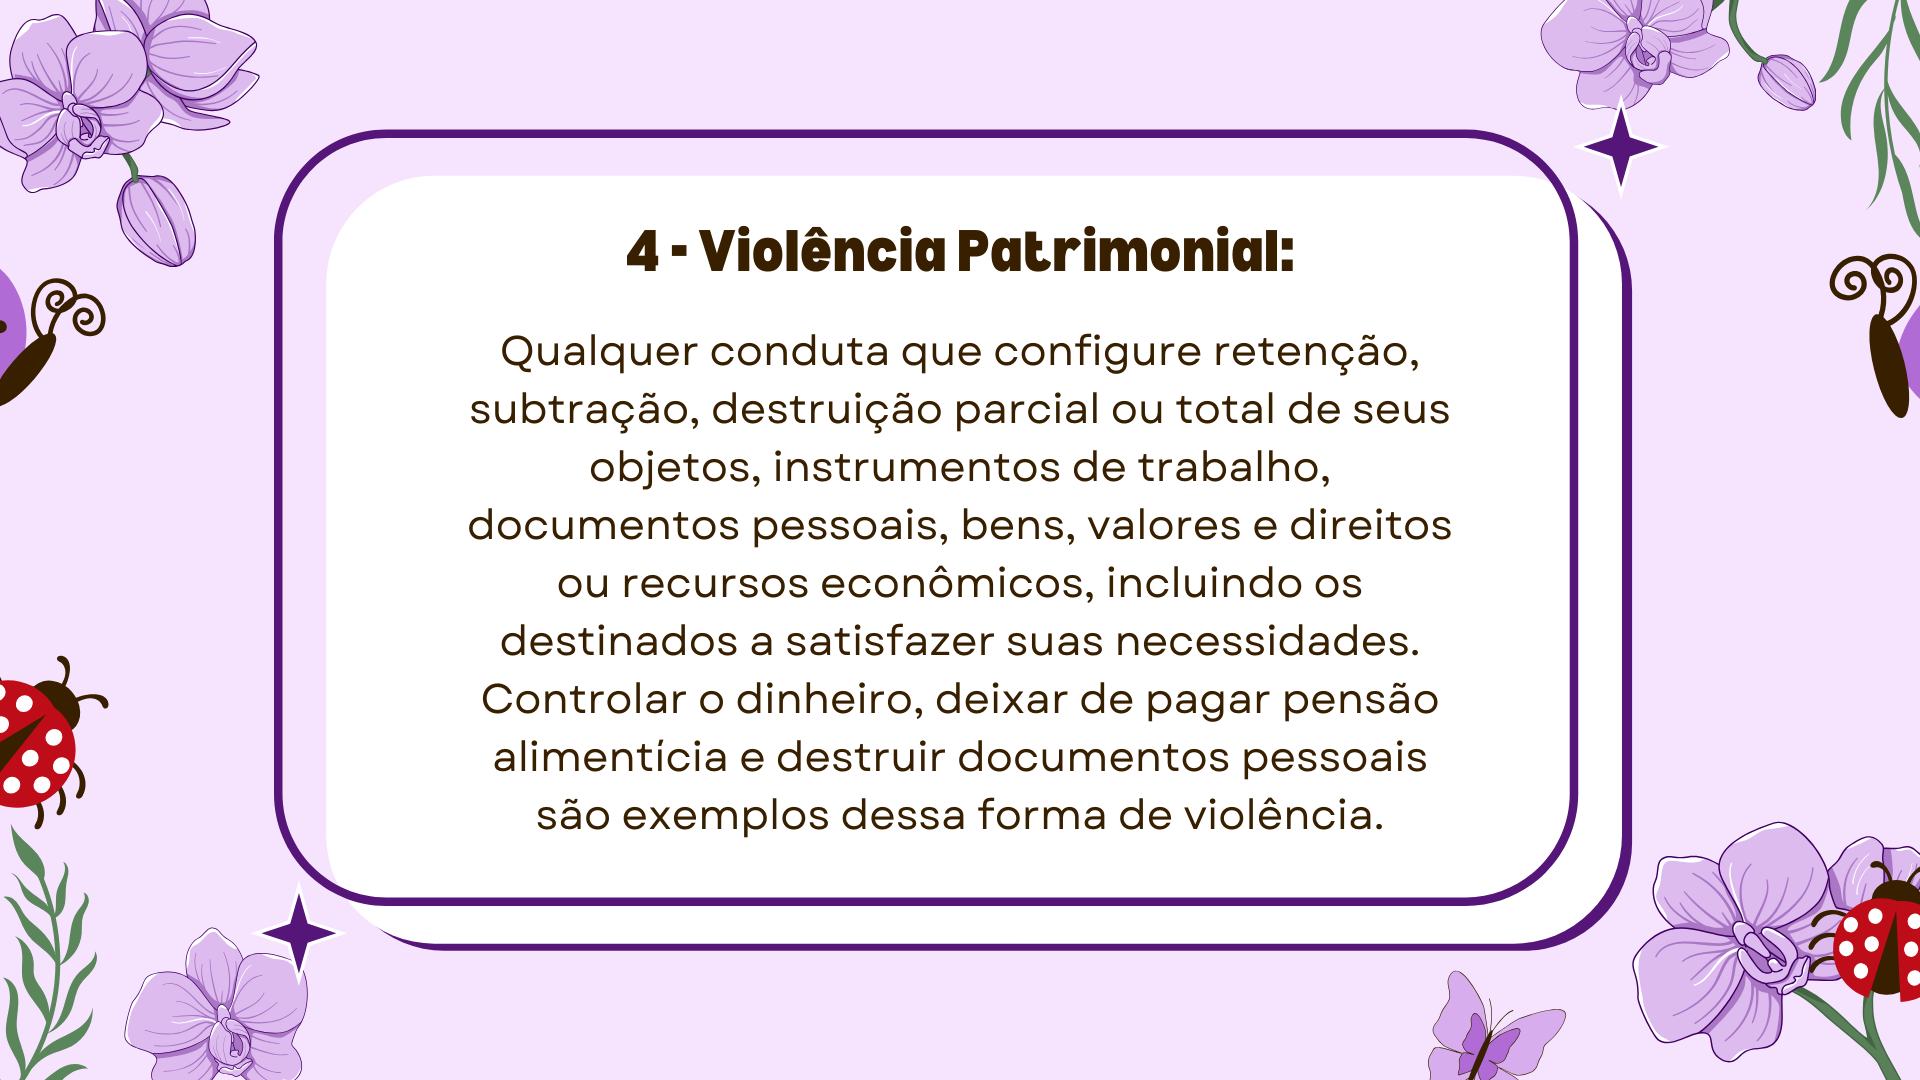 4 - Violência Patrimonial:
Qualquer conduta que configure retenção,
subtração, destruição parcial ou total de seus
objetos, instrumentos de trabalho,
documentos pessoais, bens, valores e direitos
ou recursos econômicos, incluindo os
destinados a satisfazer suas necessidades.
Controlar o dinheiro, deixar de pagar pensão
alimentícia e destruir documentos pessoais
são exemplos dessa forma de violência.